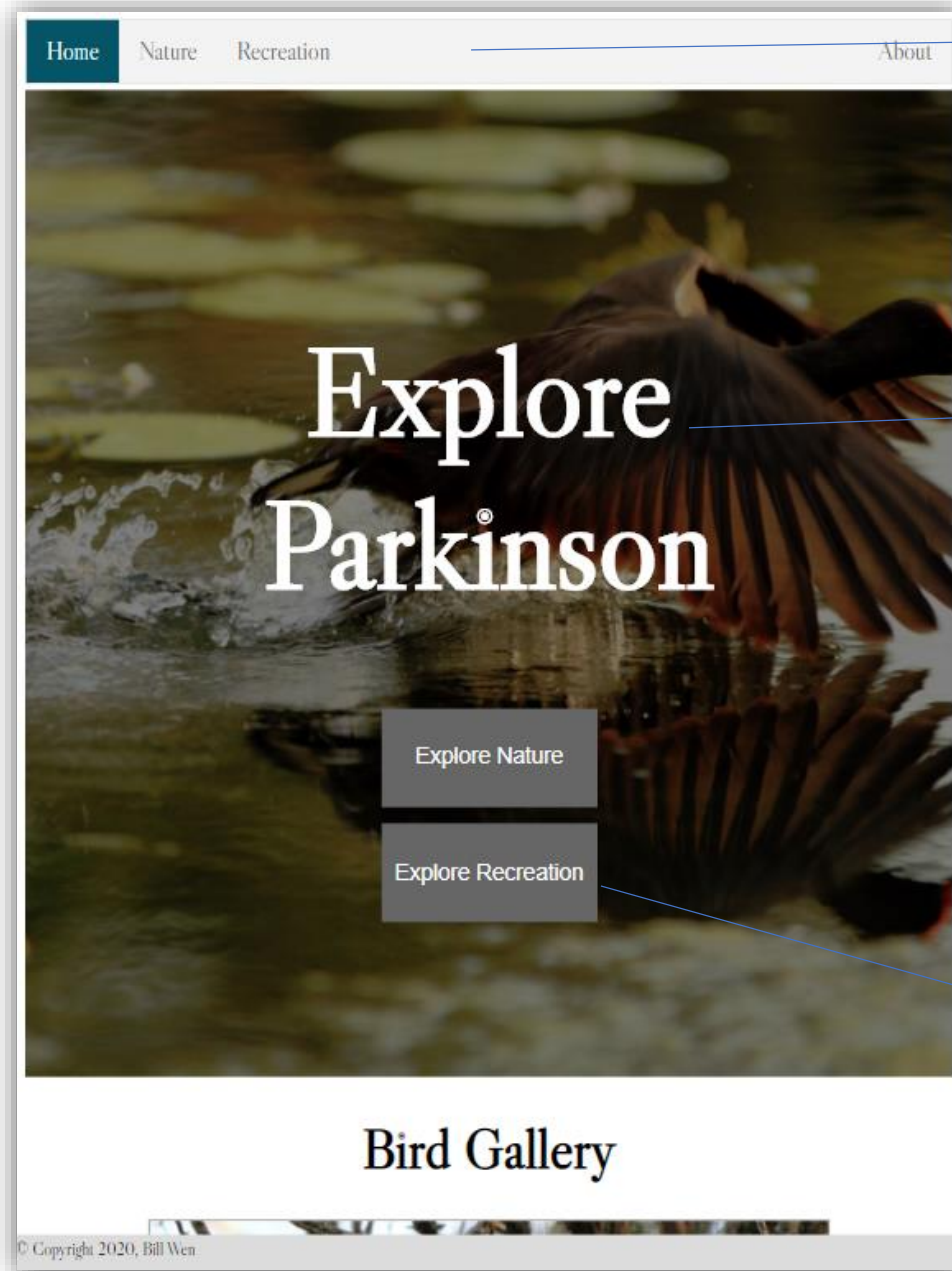 Home Nature Recreation About
Explore
Parkinson
Explore Nature
Explore Recreation
Bird Gallery
© Copyright 2020, Bill Wen